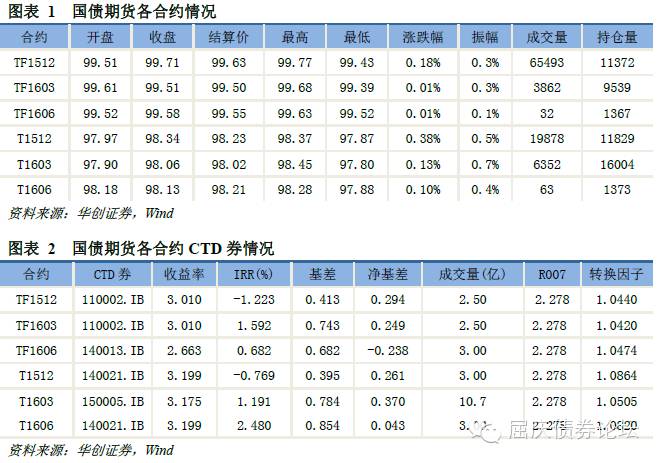 图表 1 国债期货各合约情况
合约 开盘 收盘 结算价 最高 最低 涨跌幅 振幅 成交量 持仓量
TF1512 99.51 99.71 99.63 99.77 99.43 0.18% 0.3% 65493 11372
TF1603 99.61 99.51 99.50 99.68 99.39 0.01% 0.3% 3862 9539
TF1606 99.52 99.58 99.55 99.63 99.52 0.01% 0.1% 32 1367
T1512 97.97 98.34 98.23 98.37 97.87 0.38% 0.5% 19878 11829
T1603 97.90 98.06 98.02 98.45 97.80 0.13% 0.7% 6352 16004
T1606 98.18 98.13 98.21 98.28 97.88 0.10% 0.4% 63 1373
资料来源：华创证券，Wind
图表 2 国债期货各合约 CTD 券情况
合约 CTD 券 收益率 IRR(%) 基差 净基差 成交量(亿) R007 转换因子
TF1512 110002.IB 3.010 -1.223 0.413 0.294 2.50 2.278 1.0440
TF1603 110002.IB 3.010 1.592 0.743 0.249 2.50 2.278 1.0420
TF1606 140013.IB 2.663 0.682 0.682 -0.238 3.00 2.278 1.0474
T1512 140021.IB 3.199 -0.769 0.395 0.261 3.00 2.278 1.0864
T1603 150005.IB 3.175 1.191 0.784 0.370 10.7 2.278 1.0505
T1606 140021.IB 3.199 2.480 0.854 0.043
屈庆债券论坛
资料来源：华创证券，Wind